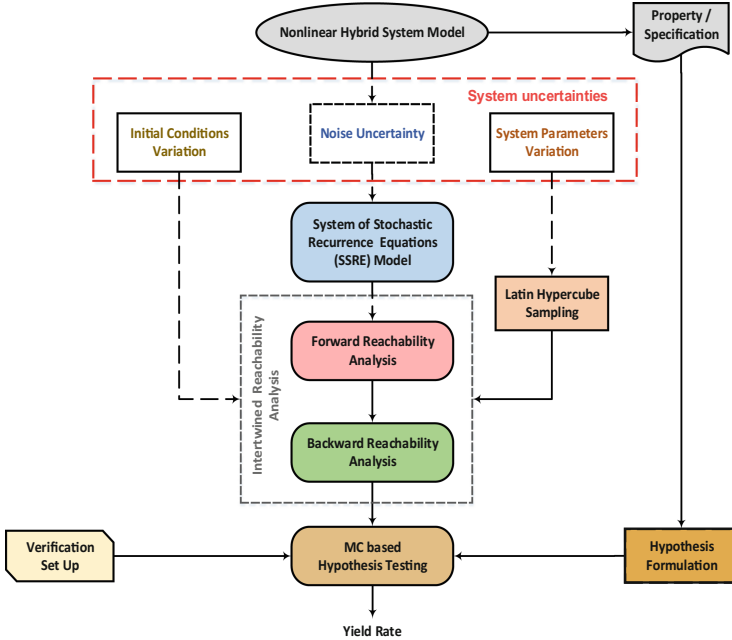 Nonlinear Hybrid System Model
Property /
Specification
System uncertainties
Initial Conditions
Variation
Noise Uncertainty
System Parameters
Variation
System of Stochastic
Recurrence Equations
(SSRE) Model
Latin Hypercube
Sampling
Intertwined Reachability
Analysis
Forward Reachability
Analysis
Backward Reachability
Analysis
Verification
Set Up
MC based
Hypothesis Testing
Hypothesis
Formulation
Yield Rate